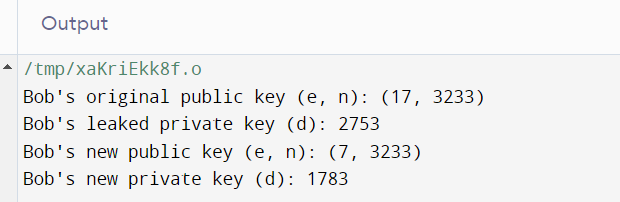 Output
/tmp/xaKriEkk8f.o
Bob's original public key (e, n): (17, 3233)
Bob's leaked private key (d): 2753
Bob's new public key (e, n): (7, 3233)
Bob's new private key (d): 1783